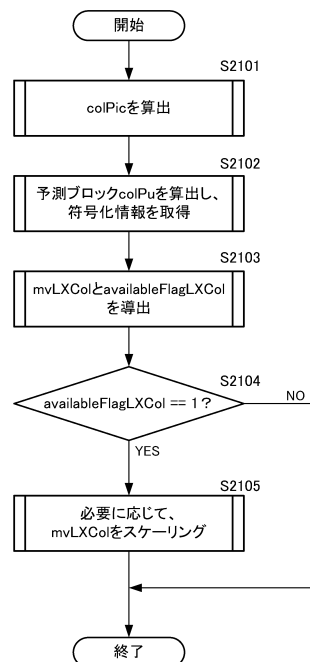 開始
S2101
colPicを算出
S2102
予測ブロックcolPuを算出し、
符号化情報を取得
S2103
mvLXColとavailableFlagLXCol
を導出
S2104
availableFlagLXCol == 1?
NO
YES
S2105
必要に応じて、
mvLXColをスケーリング
終了